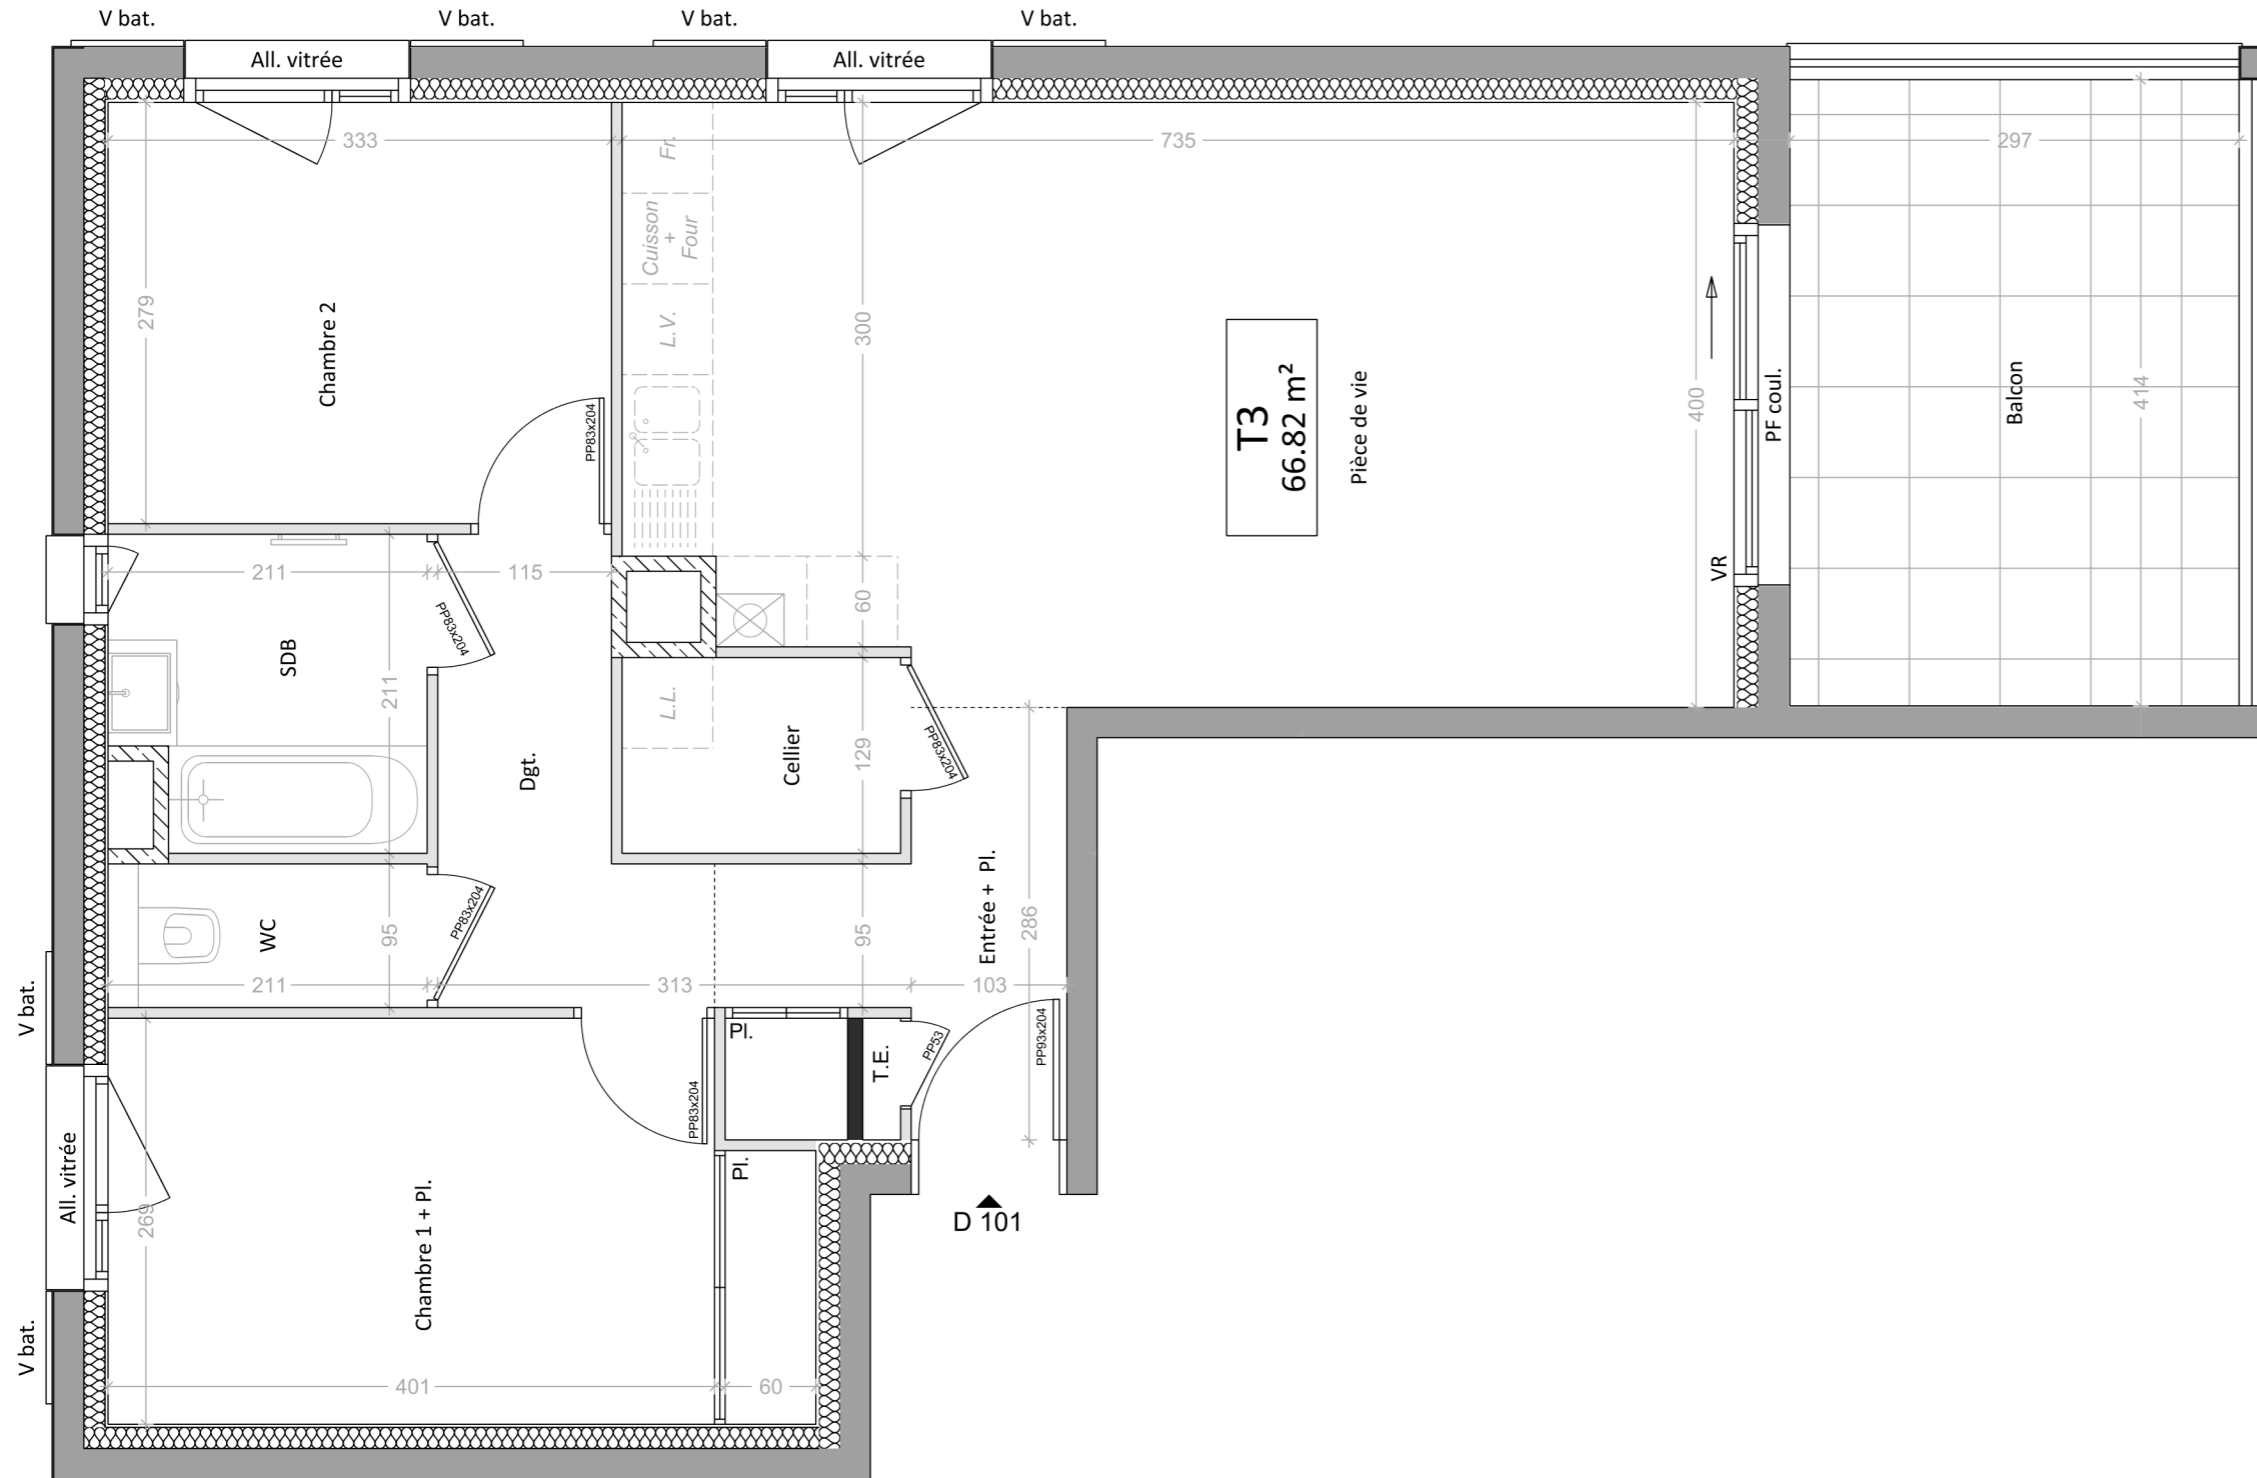 V bat.
V bat.
V bat.
V bat.
All. vitrée
All. vitrée
333
735
297
Fr.
Cuisson
+
Four
279
Chambre 2
L.V.
300
T3
66.82 m²
Pièce de vie
400
PF coul.
Balcon
414
PP83x204
VR
211
115
60
PP83x204
SDB
211
L.L.
Cellier
129
PP83x204
Dgt.
WC
95
PP83x204
95
Entrée + Pl.
286
211
313
103
V bat.
Pl.
T.E.
PP53
PP93x204
PP83x204
All. vitrée
269
Chambre 1 + Pl.
Pl.
D 101
V bat.
401
60